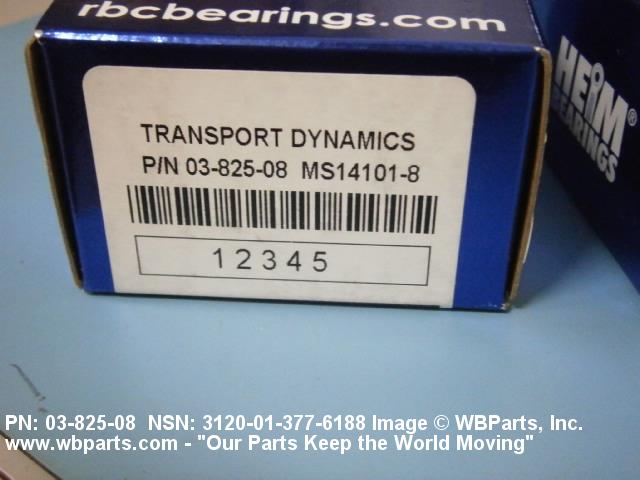 rbcbearings.com
HEiM®
BEARINGS
TRANSPORT DYNAMICS
P/N 03-825-08 MS14101-8
12345
PN: 03-825-08 NSN: 3120-01-377-6188 Image © WBParts, Inc.
www.wbparts.com - "Our Parts Keep the World Moving"